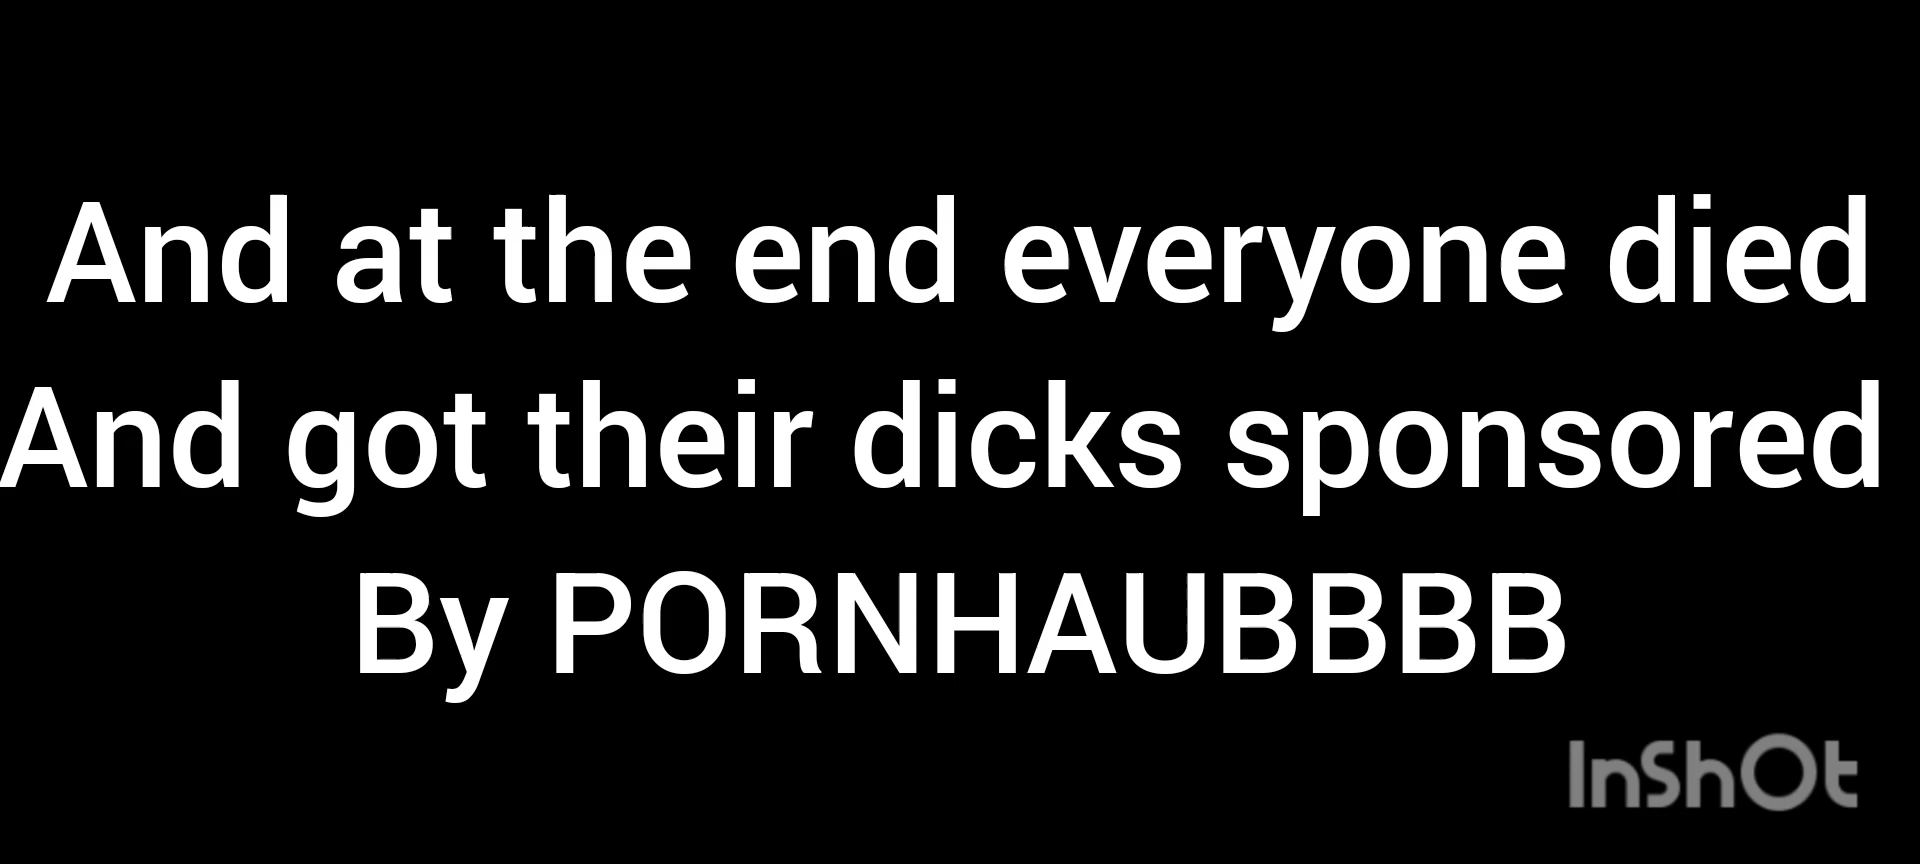 And at the end everyone died
And got their dicks sponsored
By PORNHAUBBBB
InShOt